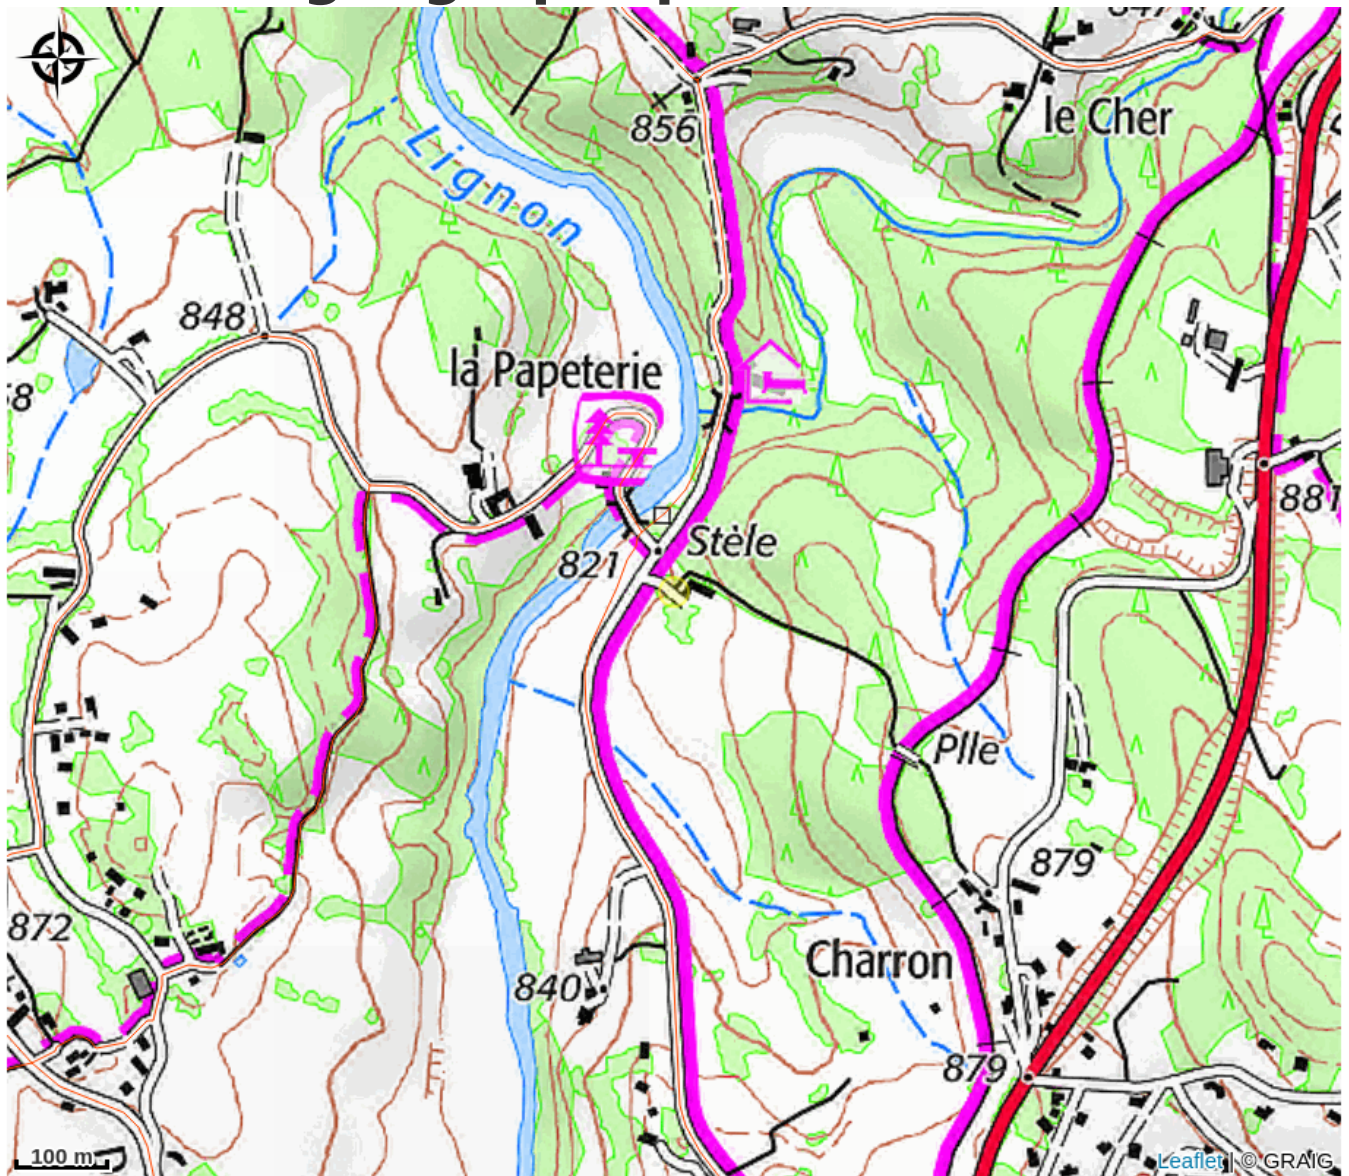 le Cher
856
Lignon
848
la Papeterie
881
Stèle
821
Plle
879
872
Charron
840
879
100 m
Leaflet | © GRAIG